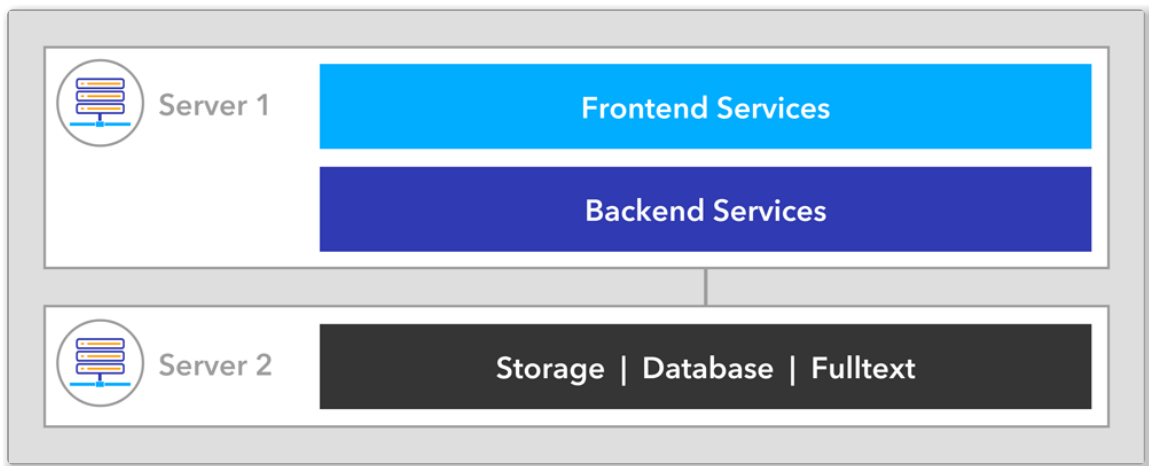 Server 1
Frontend Services
Backend Services
Server 2
Storage | Database | Fulltext